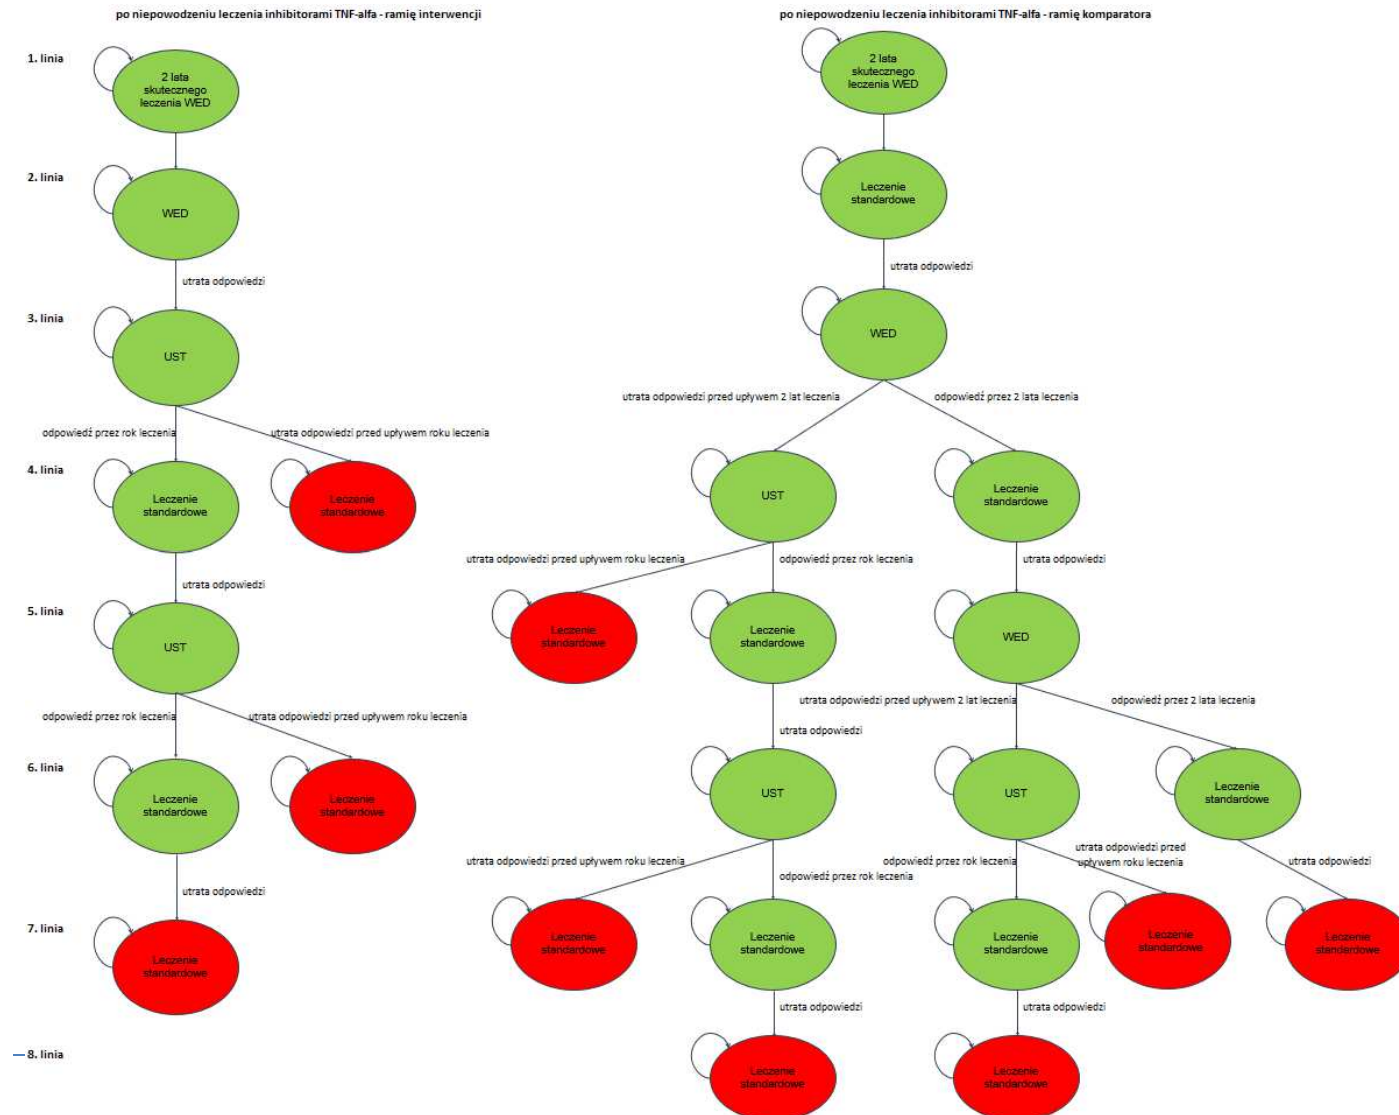 po niepowodzeniu leczenia inhibitorami TNF-alfa - ramię interwencji
1. linia
2 lata
skutecznego
leczenia WED
2. linia
WED
utrata odpowiedzi
3. linia
UST
odpowiedź przez rok leczenia
utrata odpowiedzi przed upływem roku leczenia
4. linia
Leczenie
standardowe
Leczenie
standardowe
utrata odpowiedzi
5. linia
UST
odpowiedź przez rok leczenia
utrata odpowiedzi przed upływem roku leczenia
6. linia
Leczenie
standardowe
Leczenie
standardowe
utrata odpowiedzi
7. linia
Leczenie
standardowe
8. linia
po niepowodzeniu leczenia inhibitorami TNF-alfa - ramię komparatora
2 lata
skutecznego
leczenia WED
Leczenie
standardowe
utrata odpowiedzi
WED
utrata odpowiedzi przed upływem 2 lat leczenia
odpowiedź przez 2 lata leczenia
UST
Leczenie
standardowe
utrata odpowiedzi przed upływem roku leczenia
odpowiedź przez rok leczenia
utrata odpowiedzi
Leczenie
standardowe
Leczenie
standardowe
WED
utrata odpowiedzi przed upływem 2 lat leczenia
odpowiedź przez 2 lata leczenia
utrata odpowiedzi
UST
UST
Leczenie
standardowe
utrata odpowiedzi przed upływem roku leczenia
odpowiedź przez rok leczenia
odpowiedź przez rok leczenia
utrata odpowiedzi przed
upływem roku leczenia
utrata odpowiedzi
Leczenie
standardowe
Leczenie
standardowe
Leczenie
standardowe
Leczenie
standardowe
Leczenie
standardowe
utrata odpowiedzi
utrata odpowiedzi
Leczenie
standardowe
Leczenie
standardowe